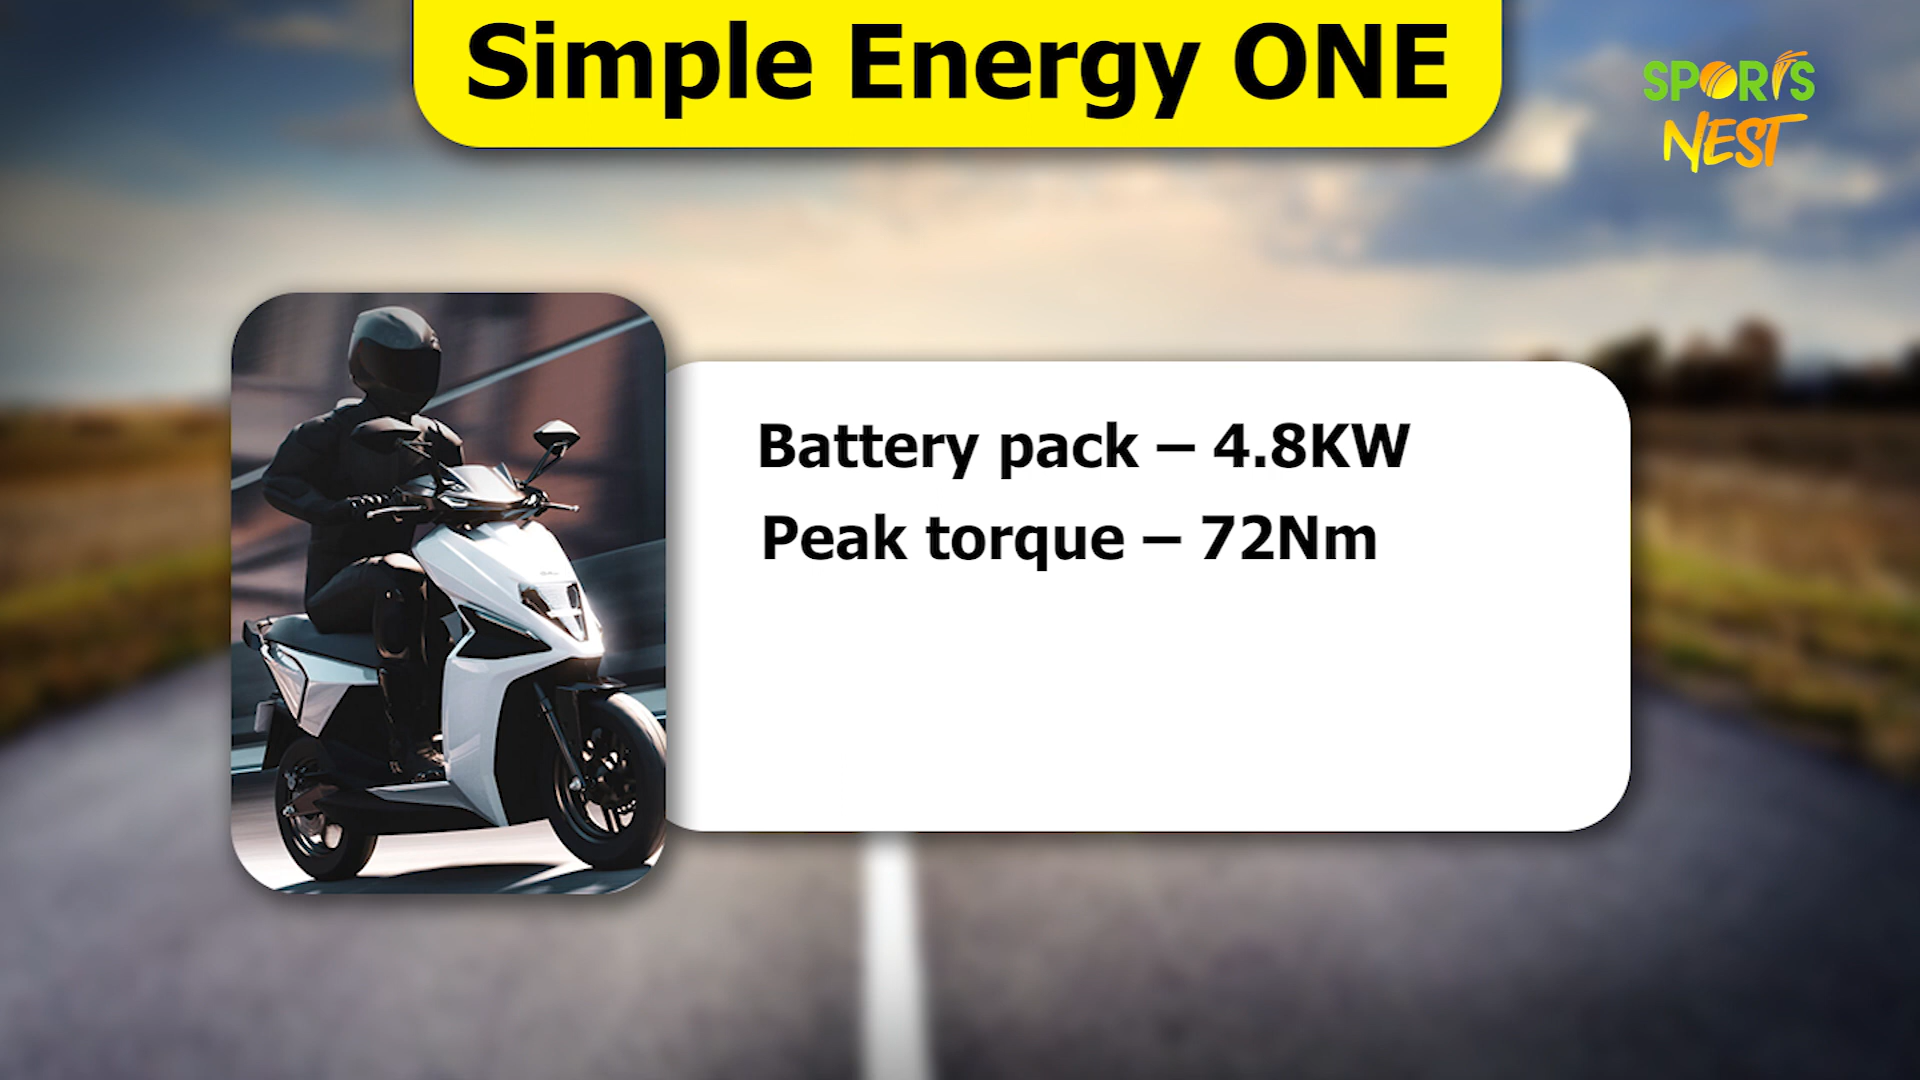 Simple Energy ONE
SPORTS
NEST
Battery pack – 4.8KW
Peak torque – 72Nm